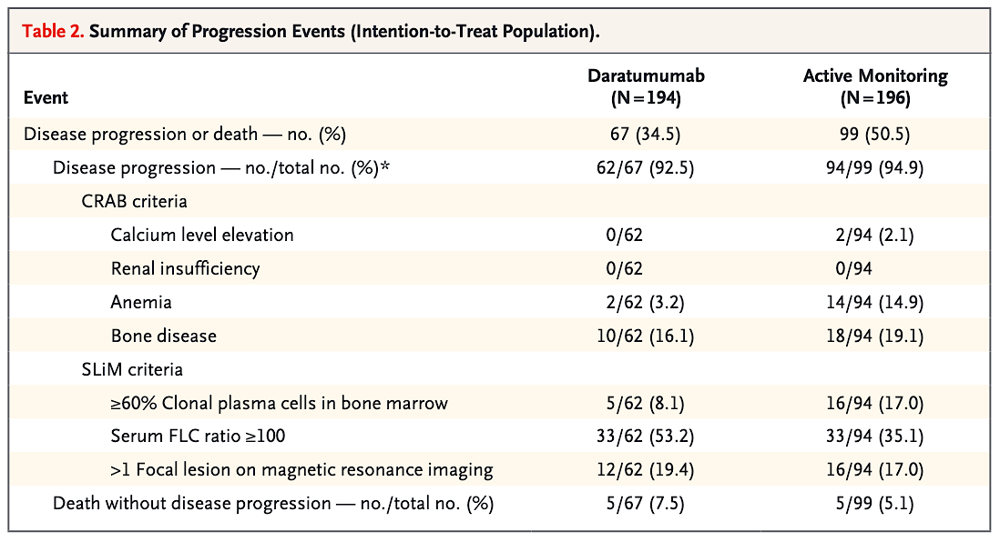 Table 2. Summary of Progression Events (Intention-to-Treat Population).
Event Daratumumab (N=194) Active Monitoring (N=196)
Disease progression or death — no. (%) 67 (34.5) 99 (50.5)
Disease progression — no./total no. (%)* 62/67 (92.5) 94/99 (94.9)
CRAB criteria
Calcium level elevation 0/62 2/94 (2.1)
Renal insufficiency 0/62 0/94
Anemia 2/62 (3.2) 14/94 (14.9)
Bone disease 10/62 (16.1) 18/94 (19.1)
SLiM criteria
≥60% Clonal plasma cells in bone marrow 5/62 (8.1) 16/94 (17.0)
Serum FLC ratio ≥100 33/62 (53.2) 33/94 (35.1)
>1 Focal lesion on magnetic resonance imaging 12/62 (19.4) 16/94 (17.0)
Death without disease progression — no./total no. (%) 5/67 (7.5) 5/99 (5.1)